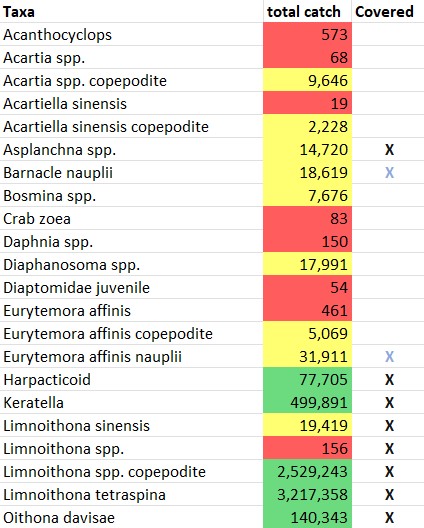 Taxa total catch Covered
Acanthocyclops 573
Acartia spp. 68
Acartia spp. copepodite 9,646
Acartiella sinensis 19
Acartiella sinensis copepodite 2,228
Asplanchna spp. 14,720 X
Barnacle nauplii 18,619 X
Bosmina spp. 7,676
Crab zoea 83
Daphnia spp. 150
Diaphanosoma spp. 17,991
Diaptomidae juvenile 54
Eurytemora affinis 461
Eurytemora affinis copepodite 5,069
Eurytemora affinis nauplii 31,911 X
Harpacticoid 77,705 X
Keratella 499,891 X
Limnoithona sinensis 19,419 X
Limnoithona spp. 156 X
Limnoithona spp. copepodite 2,529,243 X
Limnoithona tetraspina 3,217,358 X
Oithona davisae 140,343 X